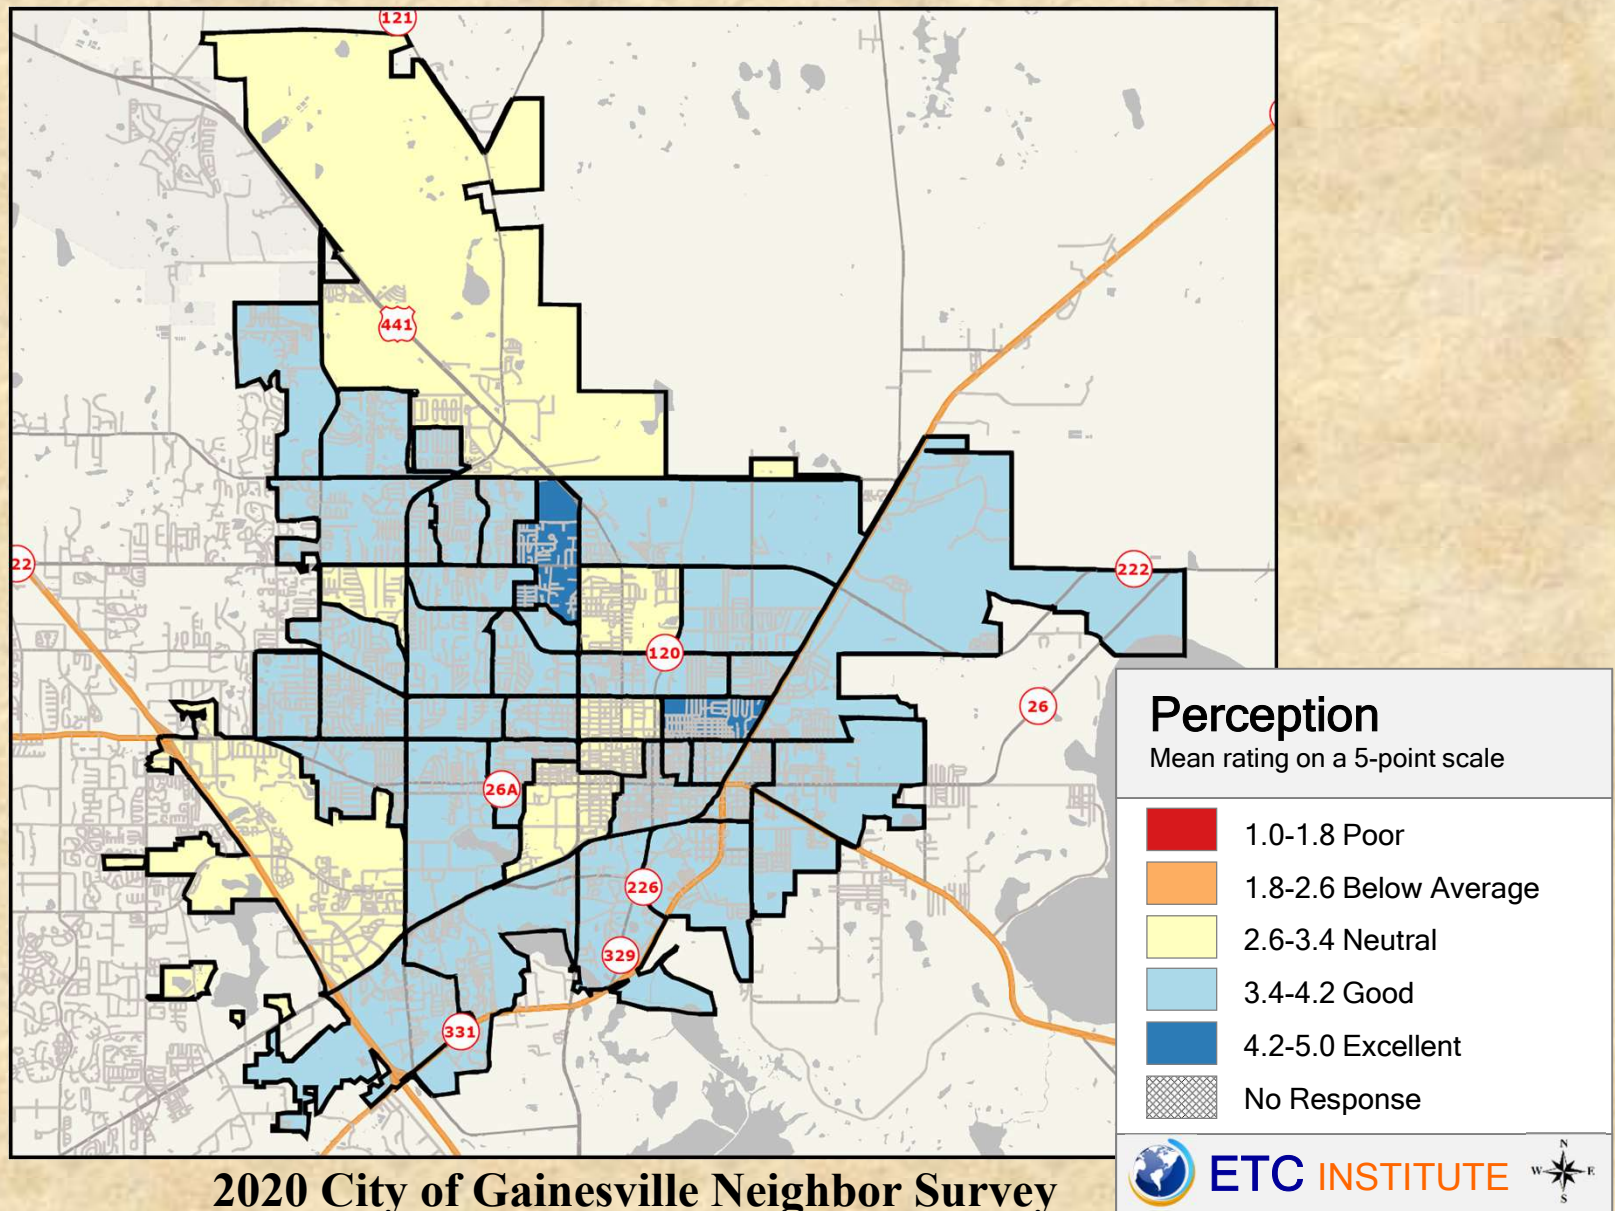 121
441
22
222
120
26
26A
226
329
331
Perception
Mean rating on a 5-point scale
1.0-1.8 Poor
1.8-2.6 Below Average
2.6-3.4 Neutral
3.4-4.2 Good
4.2-5.0 Excellent
No Response
ETC INSTITUTE
N
W E
S
2020 City of Gainesville Neighbor Survey